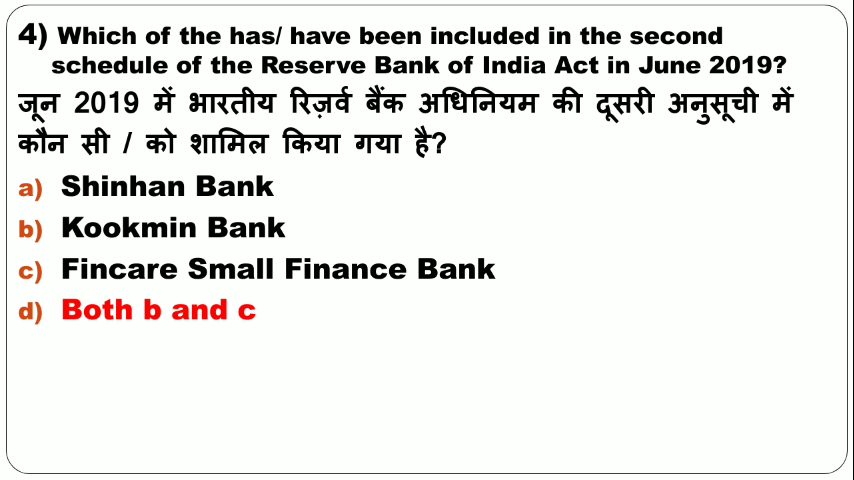 4) Which of the has/ have been included in the second
schedule of the Reserve Bank of India Act in June 2019?
जून 2019 में भारतीय रिज़र्व बैंक अधिनियम की दूसरी अनुसूची में
कौन सी / को शामिल किया गया है?
a) Shinhan Bank
b) Kookmin Bank
c) Fincare Small Finance Bank
d) Both b and c